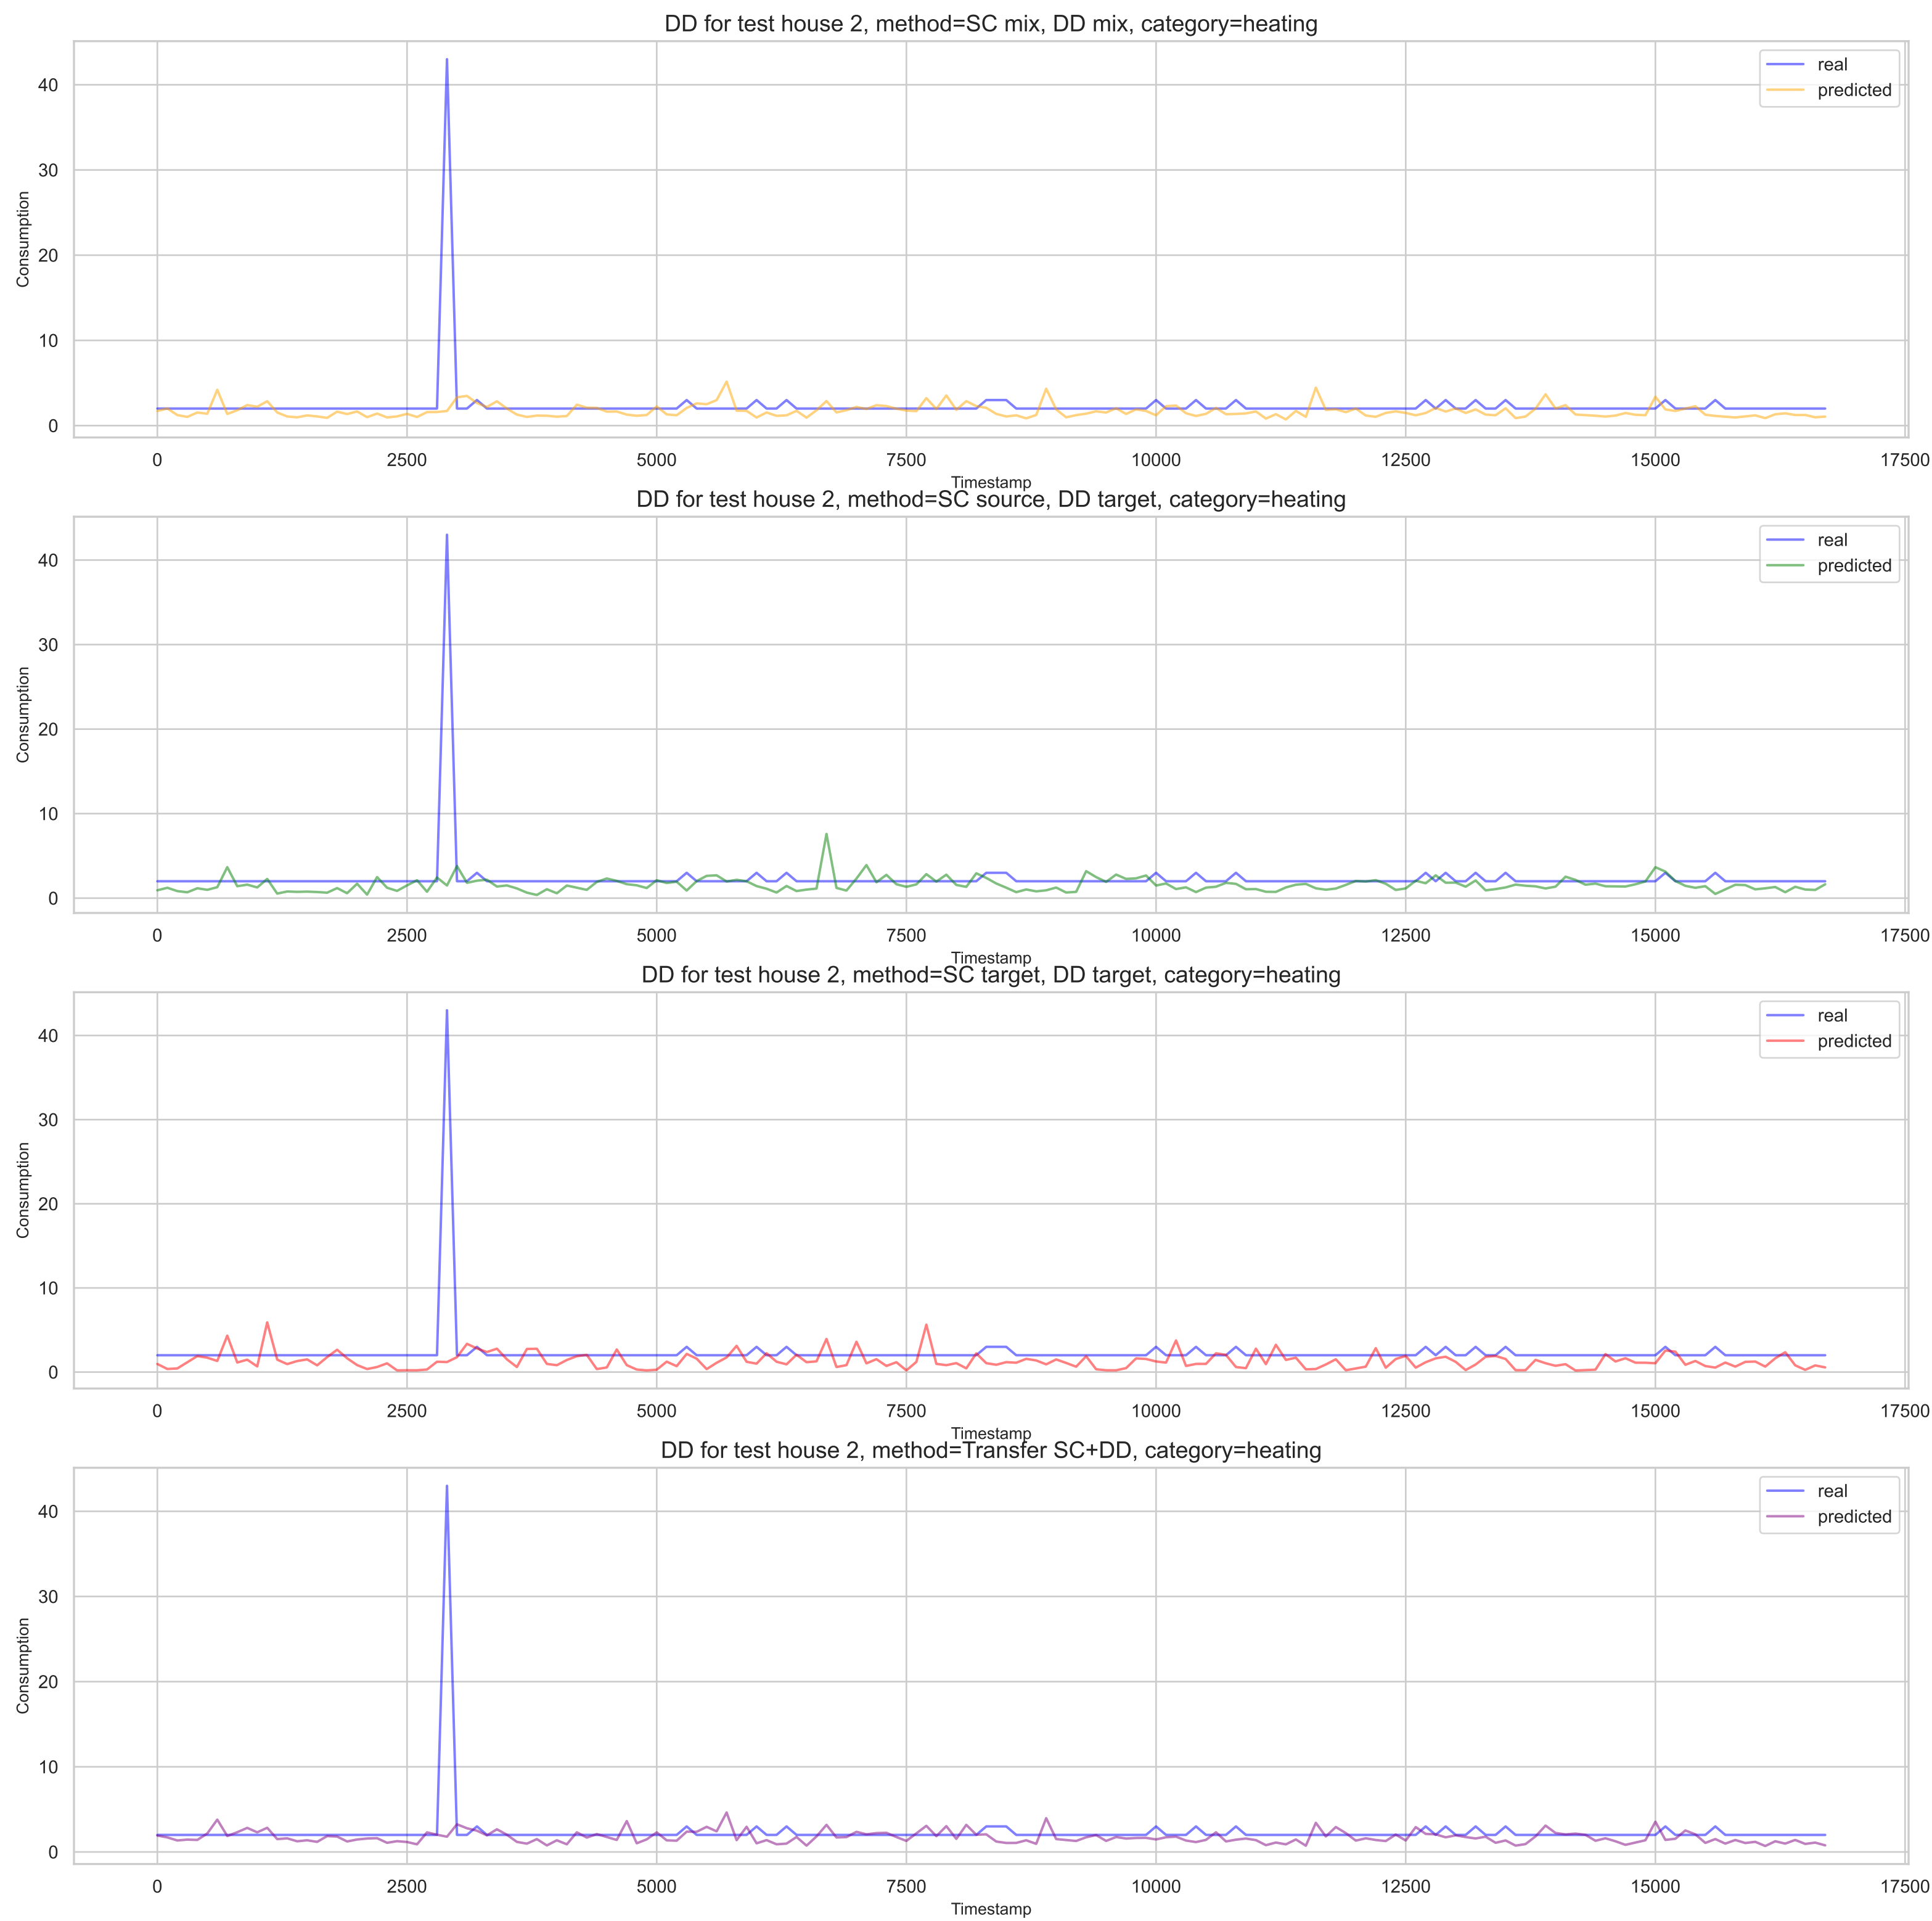 DD for test house 2, method=SC mix, DD mix, category=heating
real
predicted
40
30
20
10
0
Consumption
0 2500 5000 7500 10000 12500 15000 17500
Timestamp
DD for test house 2, method=SC source, DD target, category=heating
real
predicted
40
30
20
10
0
Consumption
0 2500 5000 7500 10000 12500 15000 17500
Timestamp
DD for test house 2, method=SC target, DD target, category=heating
real
predicted
40
30
20
10
0
Consumption
0 2500 5000 7500 10000 12500 15000 17500
Timestamp
DD for test house 2, method=Transfer SC+DD, category=heating
real
predicted
40
30
20
10
0
Consumption
0 2500 5000 7500 10000 12500 15000 17500
Timestamp